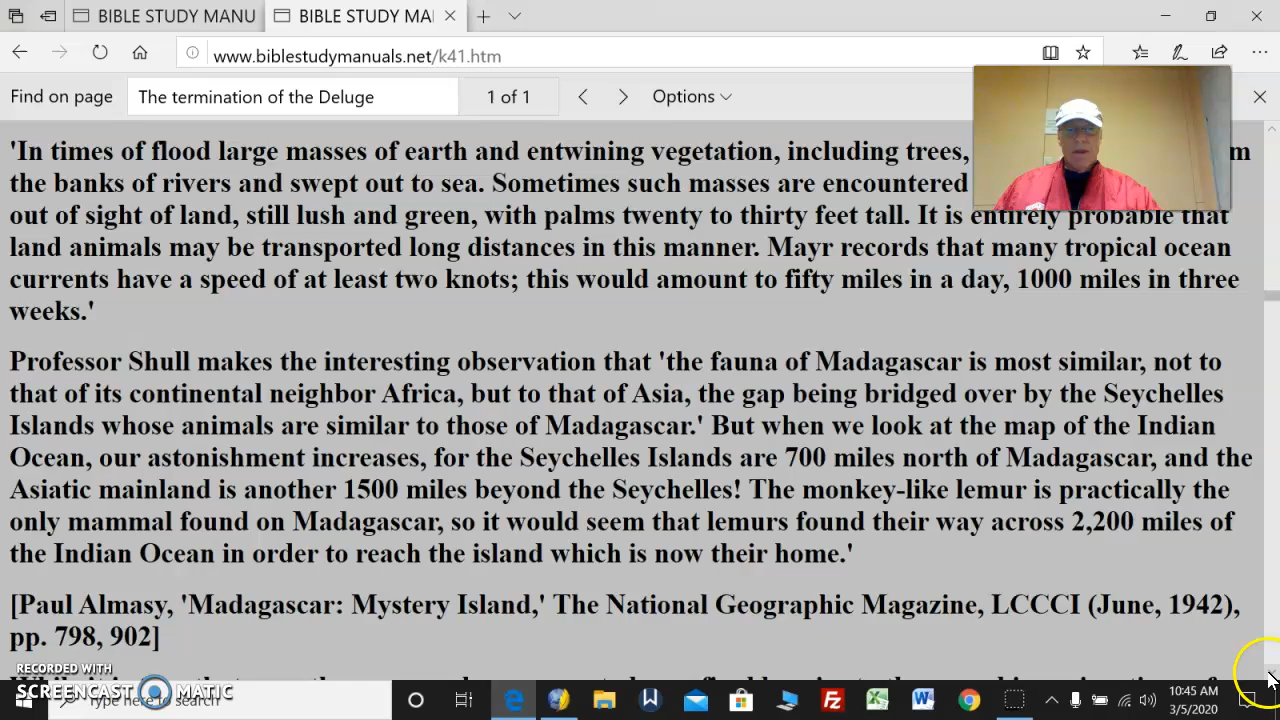 BIBLE STUDY MANU
BIBLE STUDY MAI
www.biblestudymanuals.net/k41.htm
Find on page
The termination of the Deluge
1 of 1
Options
'In times of flood large masses of earth and entwining vegetation, including trees,
the banks of rivers and swept out to sea. Sometimes such masses are encountered
out of sight of land, still lush and green, with palms twenty to thirty feet tall. It is entirely probable that
land animals may be transported long distances in this manner. Mayr records that many tropical ocean
currents have a speed of at least two knots; this would amount to fifty miles in a day, 1000 miles in three
weeks.'
Professor Shull makes the interesting observation that 'the fauna of Madagascar is most similar, not to
that of its continental neighbor Africa, but to that of Asia, the gap being bridged over by the Seychelles
Islands whose animals are similar to those of Madagascar.' But when we look at the map of the Indian
Ocean, our astonishment increases, for the Seychelles Islands are 700 miles north of Madagascar, and the
Asiatic mainland is another 1500 miles beyond the Seychelles! The monkey-like lemur is practically the
only mammal found on Madagascar, so it would seem that lemurs found their way across 2,200 miles of
the Indian Ocean in order to reach the island which is now their home.'
[Paul Almasy, 'Madagascar: Mystery Island,' The National Geographic Magazine, LCCCI (June, 1942),
pp. 798, 902]
RECORDED WITH
SCREENCAST MATIC
Type here to search
10:45 AM
3/5/2020